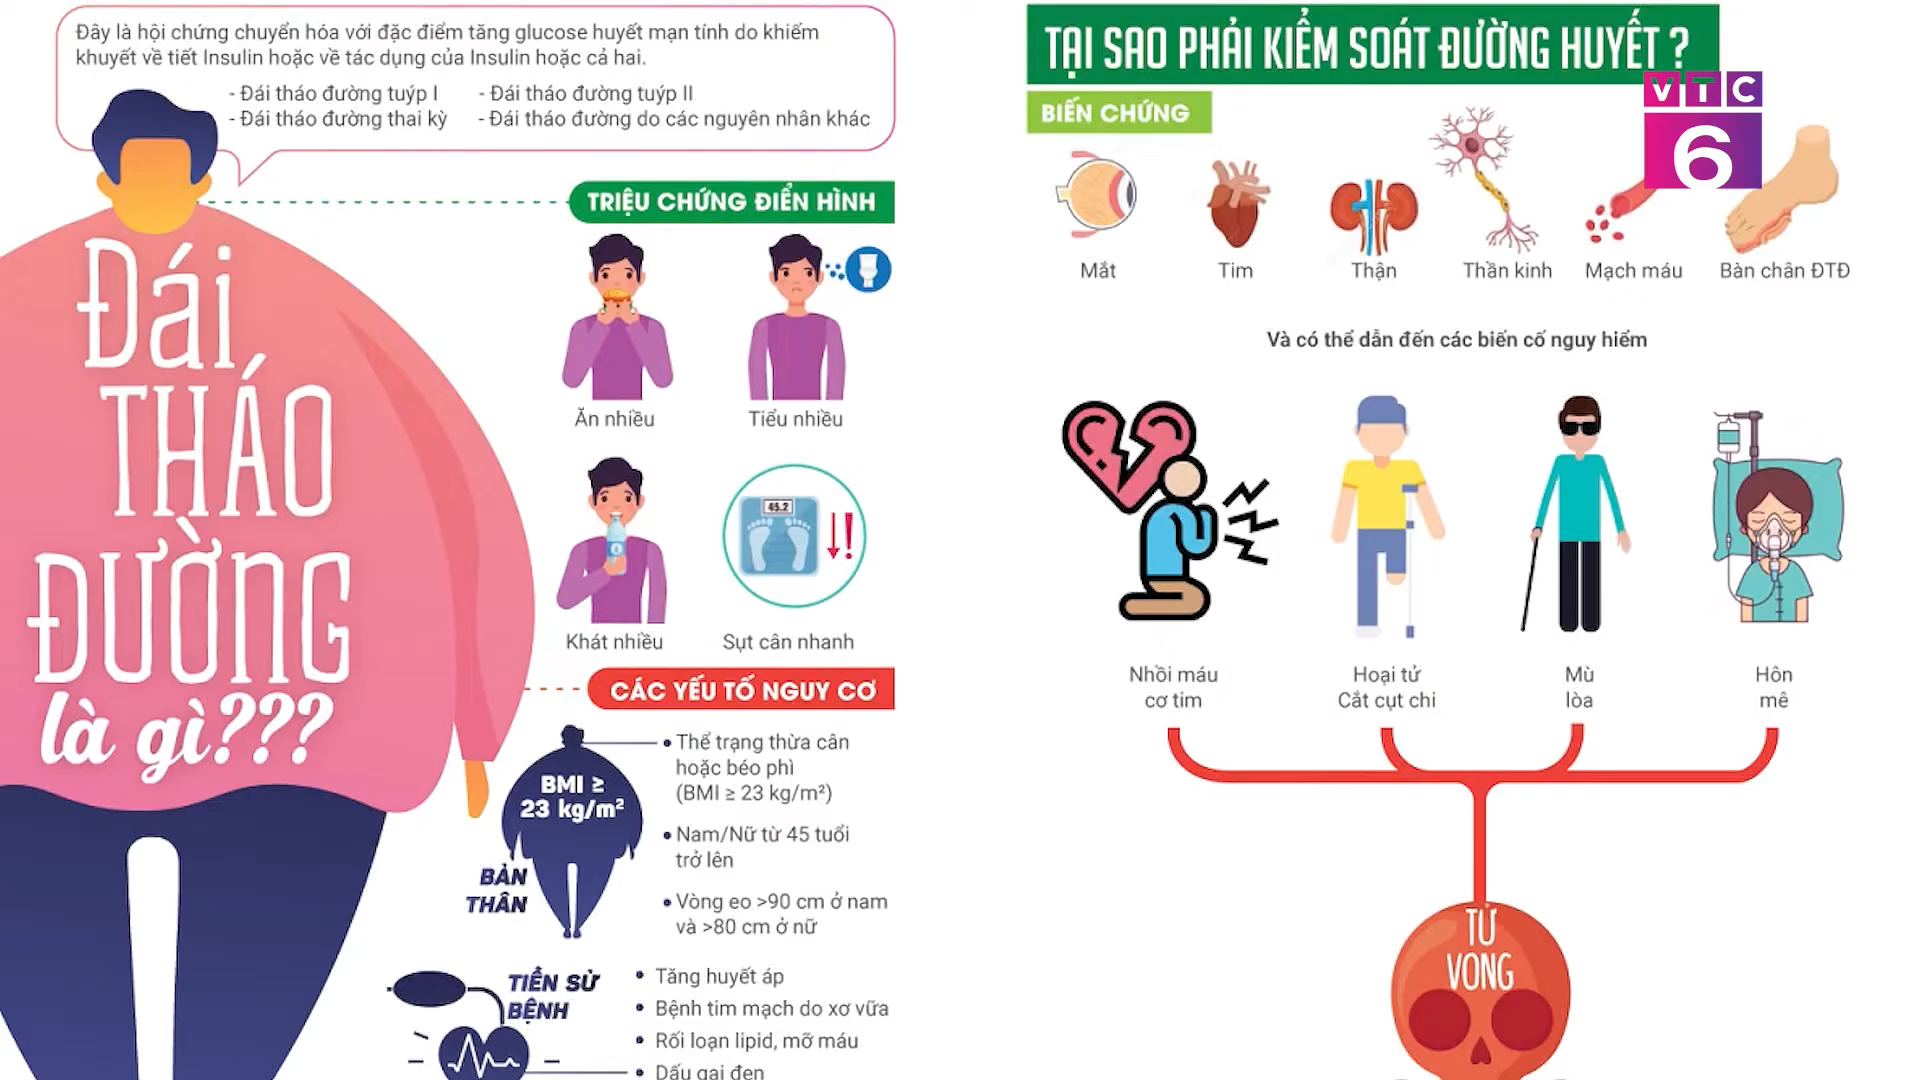 Đây là hội chứng chuyển hóa với đặc điểm tăng glucose huyết mạn tính do khiếm
khuyết về tiết Insulin hoặc về tác dụng của Insulin hoặc cả hai.
- Đái tháo đường tuýp I
- Đái tháo đường tuýp II
- Đái tháo đường thai kỳ
- Đái tháo đường do các nguyên nhân khác
Đái
THÁO
ĐƯỜNG
là gì???
TRIỆU CHỨNG ĐIỂN HÌNH
Ăn nhiều
Tiểu nhiều
45.2
Khát nhiều
Sụt cân nhanh
CÁC YẾU TỐ NGUY CƠ
BMI ≥
23 kg/m²
BẢN
THÂN
• Thể trạng thừa cân
hoặc béo phì
(BMI ≥ 23 kg/m²)
• Nam/Nữ từ 45 tuổi
trở lên
• Vòng eo >90 cm ở nam
và >80 cm ở nữ
TIỀN SỬ
BỆNH
• Tăng huyết áp
• Bệnh tim mạch do xơ vữa
• Rối loạn lipid, mỡ máu
• Dấu gai đen
TẠI SAO PHẢI KIỂM SOÁT ĐƯỜNG HUYẾT ?
VTC
6
BIẾN CHỨNG
Mắt
Tim
Thận
Thần kinh
Mạch máu
Bàn chân ĐTĐ
Và có thể dẫn đến các biến cố nguy hiểm
Nhồi máu
cơ tim
Hoại tử
Cắt cụt chi
Mù
lòa
Hôn
mê
TỬ
VONG